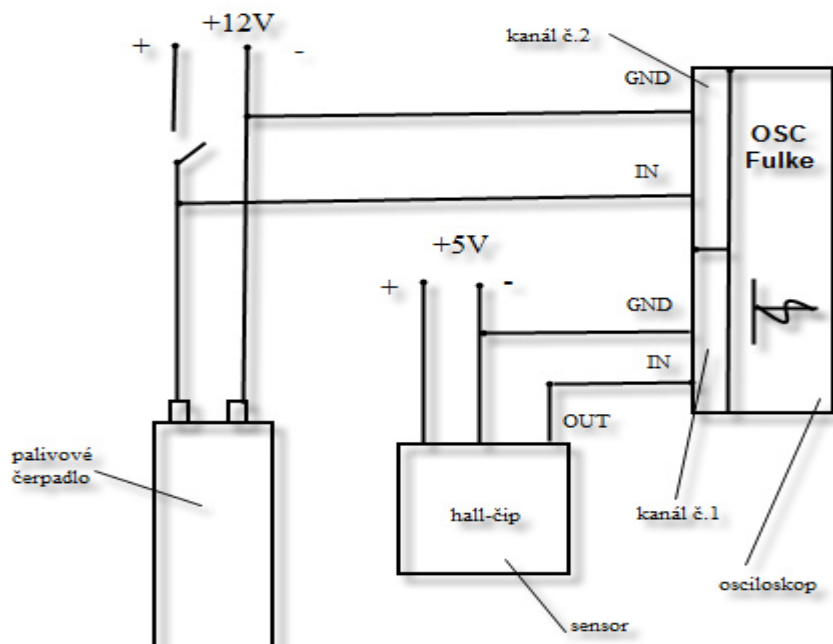 +12V
+
-
kanál č.2
GND
OSC
Fulke
IN
+5V
+
-
GND
IN
OUT
palivové
čerpadlo
hall-čip
kanál č.1
osciloskop
sensor